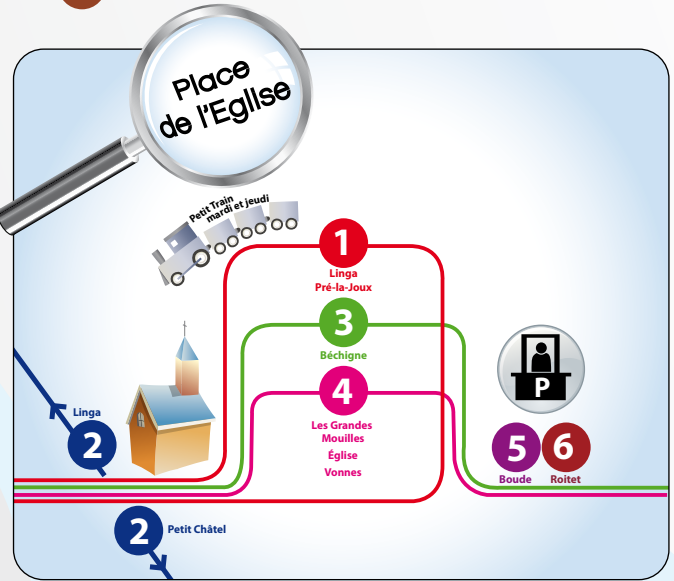 Place
de l'Eglise
Petit Train
mardi et jeudi
1
Linga
Pré-la-Joux
3
Béchigne
4
Les Grandes
Mouilles
Église
Vonnes
P
5
Boude
6
Roitet
Linga
2
2
Petit Châtel